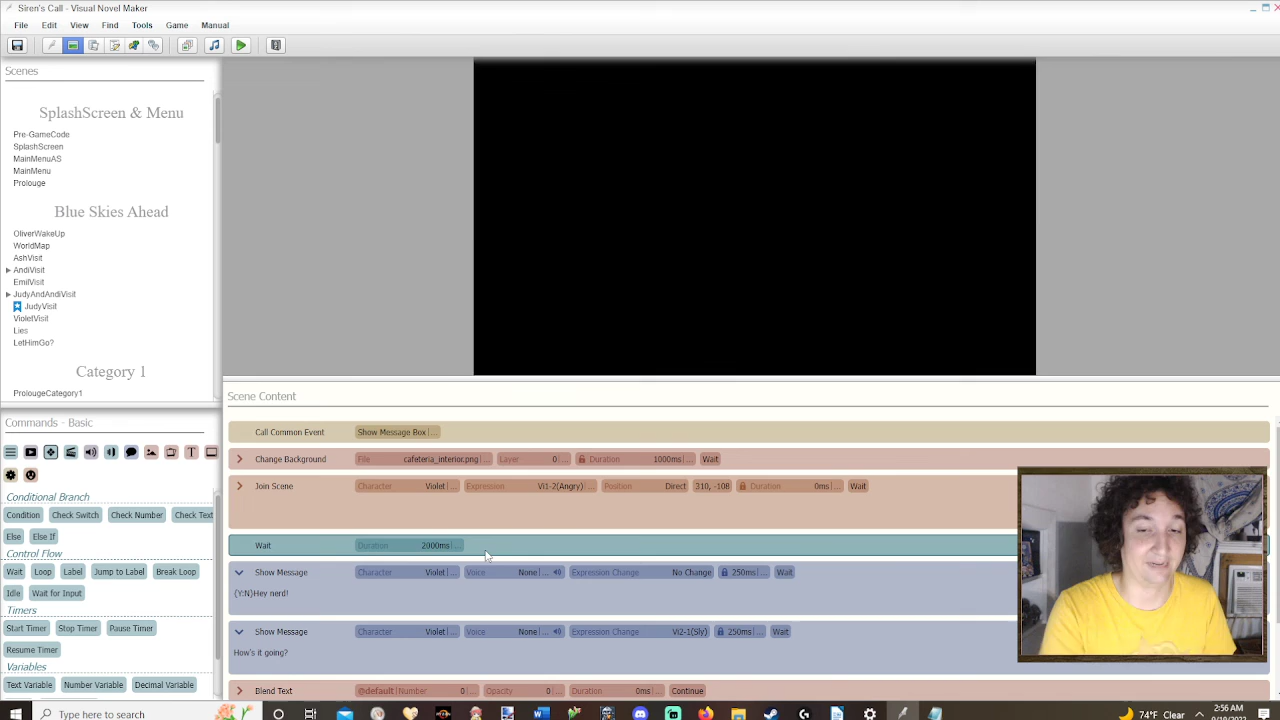 Siren's Call - Visual Novel Maker
File Edit View Find Tools Game Manual
Scenes
SplashScreen & Menu
Pre-GameCode
SplashScreen
MainMenuAS
MainMenu
Prolouge
Blue Skies Ahead
OliverWakeUp
WorldMap
AshVisit
AndiVisit
EmilVisit
JudyAndAndiVisit
JudyVisit
VioletVisit
Lies
LetHimGo?
Category 1
ProlougeCategory1
Commands - Basic
Conditional Branch
Condition Check Switch Check Number Check Text
Else Else If
Control Flow
Wait Loop Label Jump to Label Break Loop
Idle Wait for Input
Timers
Start Timer Stop Timer Pause Timer
Resume Timer
Variables
Text Variable Number Variable Decimal Variable
Scene Content
Call Common Event Show Message Box ...
Change Background File cafeteria_interior.png ... Layer 0 ... Duration 1000ms ... Wait
Join Scene Character Violet ... Expression Vi1-2(Angry) ... Position Direct 310, -108 Duration 0ms ... Wait
Wait Duration 2000ms ...
Show Message Character Violet ... Voice None ... Expression Change No Change 250ms ... Wait
{Y:N}Hey nerd!
Show Message Character Violet ... Voice None ... Expression Change Vi2-1(Sly) 250ms ... Wait
How's it going?
Blend Text @default Number 0 ... Opacity 0 ... Duration 0ms ... Continue
Type here to search
74°F Clear
2:56 AM